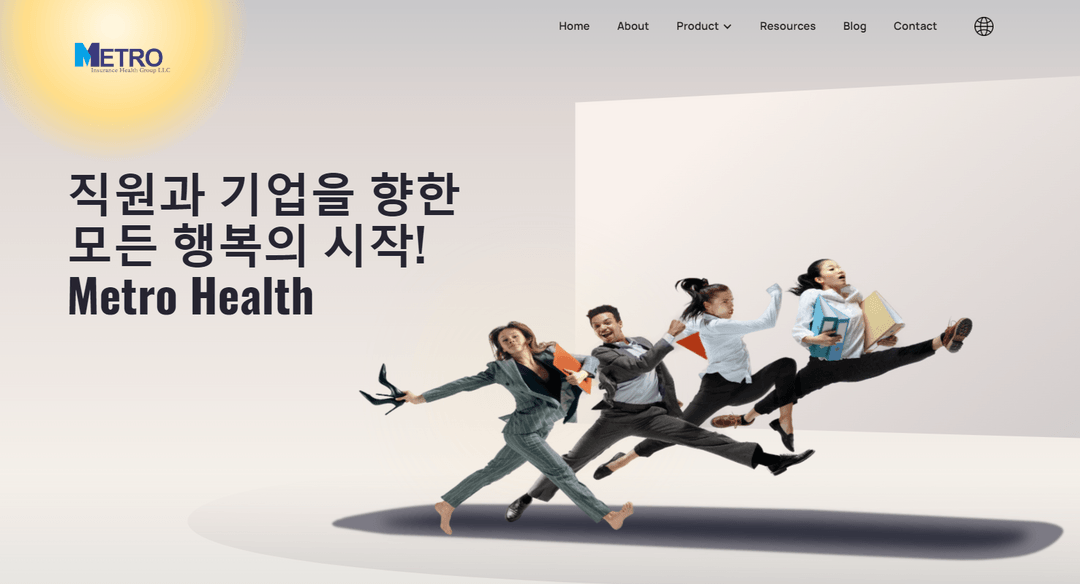 Home About Product Resources Blog Contact
METRO
Insurance Health Group LLC
직원과 기업을 향한
모든 행복의 시작!
Metro Health